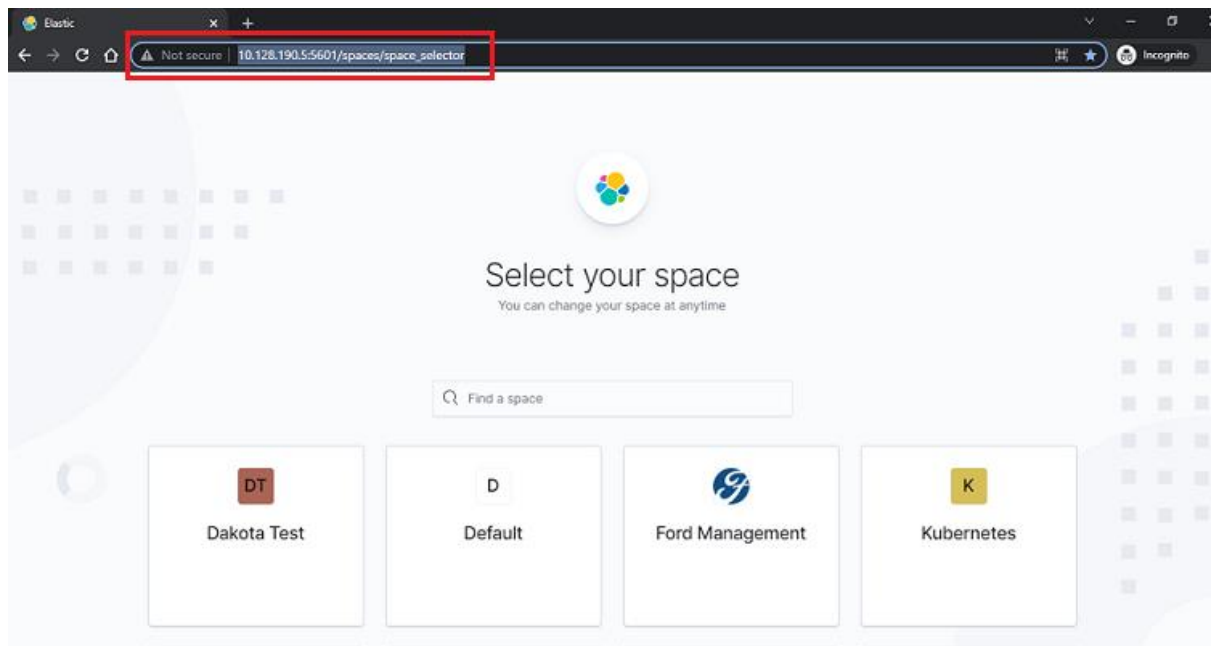 Elastic
Not secure | 10.128.190.5:5601/spaces/space_selector
Incognito
Select your space
You can change your space at anytime
Find a space
DT
D
K
Dakota Test
Default
Ford Management
Kubernetes